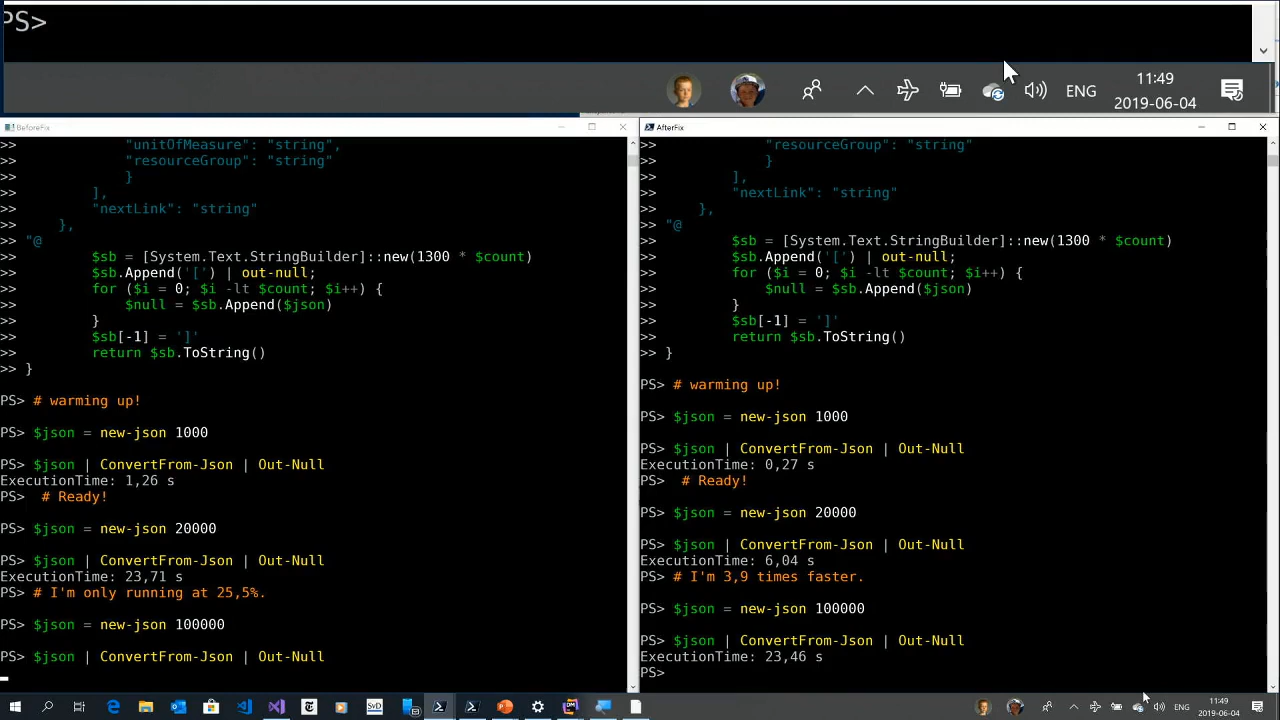 PS>
ENG
11:49
2019-06-04
BeforeFix
>>             "unitOfMeasure": "string",
>>             "resourceGroup": "string"
>>             }
>>         ],
>>         "nextLink": "string"
>>     },
>> "@
>>         $sb = [System.Text.StringBuilder]::new(1300 * $count)
>>         $sb.Append('[') | out-null;
>>         for ($i = 0; $i -lt $count; $i++) {
>>             $null = $sb.Append($json)
>>         }
>>         $sb[-1] = ']'
>>         return $sb.ToString()
>> }
PS> # warming up!
PS> $json = new-json 1000
PS> $json | ConvertFrom-Json | Out-Null
ExecutionTime: 1,26 s
PS>  # Ready!
PS> $json = new-json 20000
PS> $json | ConvertFrom-Json | Out-Null
ExecutionTime: 23,71 s
PS> # I'm only running at 25,5%.
PS> $json = new-json 100000
PS> $json | ConvertFrom-Json | Out-Null
AfterFix
>>             "resourceGroup": "string"
>>             }
>>         ],
>>         "nextLink": "string"
>>     },
>> "@
>>         $sb = [System.Text.StringBuilder]::new(1300 * $count)
>>         $sb.Append('[') | out-null;
>>         for ($i = 0; $i -lt $count; $i++) {
>>             $null = $sb.Append($json)
>>         }
>>         $sb[-1] = ']'
>>         return $sb.ToString()
>> }
PS> # warming up!
PS> $json = new-json 1000
PS> $json | ConvertFrom-Json | Out-Null
ExecutionTime: 0,27 s
PS>  # Ready!
PS> $json = new-json 20000
PS> $json | ConvertFrom-Json | Out-Null
ExecutionTime: 6,04 s
PS> # I'm 3,9 times faster.
PS> $json = new-json 100000
PS> $json | ConvertFrom-Json | Out-Null
ExecutionTime: 23,46 s
PS>
SVD
ENG
11:49
2019-06-04